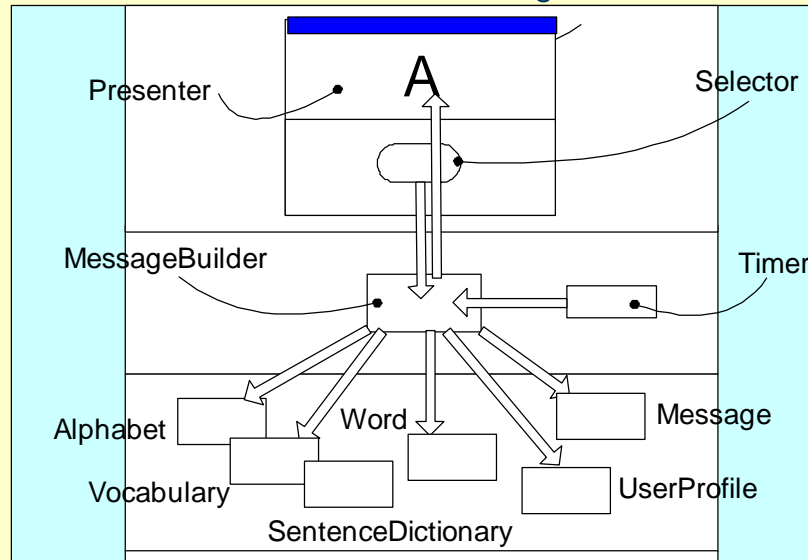 A
Presenter
Selector
MessageBuilder
Timer
Alphabet
Word
Message
Vocabulary
UserProfile
SentenceDictionary